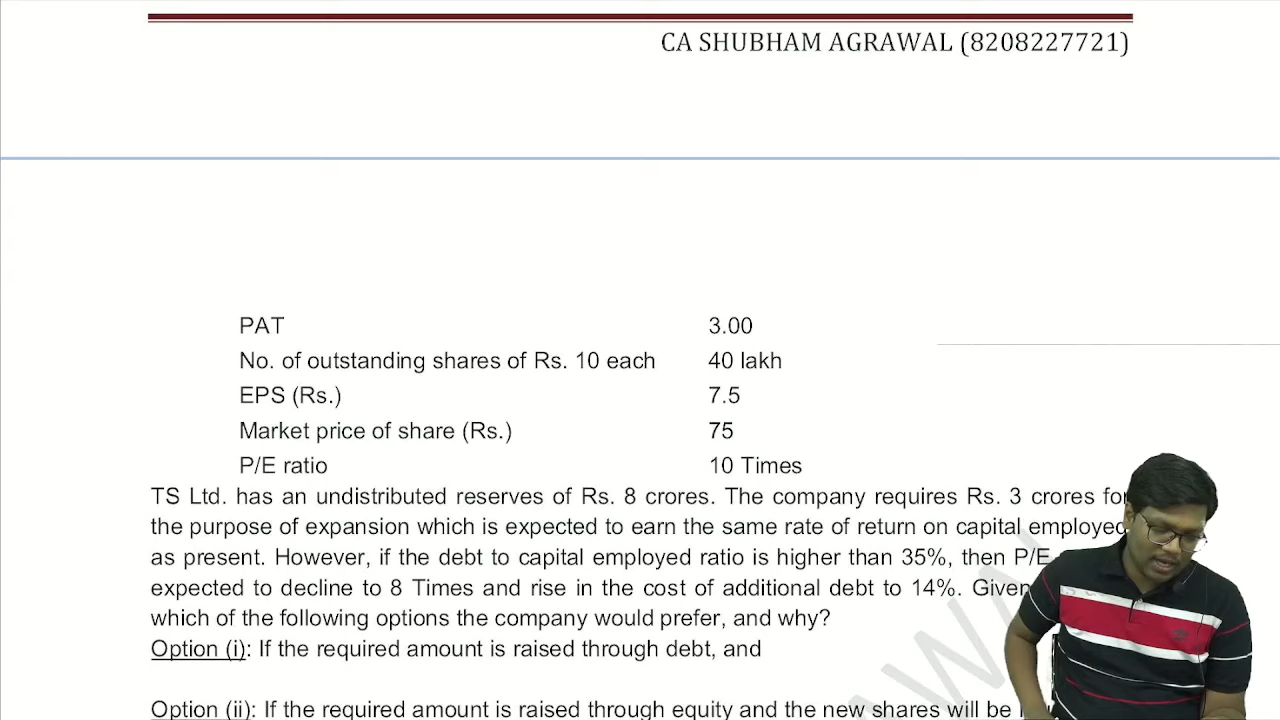 CA SHUBHAM AGRAWAL (8208227721)
PAT 3.00
No. of outstanding shares of Rs. 10 each 40 lakh
EPS (Rs.) 7.5
Market price of share (Rs.) 75
P/E ratio 10 Times
TS Ltd. has an undistributed reserves of Rs. 8 crores. The company requires Rs. 3 crores for
the purpose of expansion which is expected to earn the same rate of return on capital employed
as present. However, if the debt to capital employed ratio is higher than 35%, then P/E
expected to decline to 8 Times and rise in the cost of additional debt to 14%. Given
which of the following options the company would prefer, and why?
Option (i): If the required amount is raised through debt, and
Option (ii): If the required amount is raised through equity and the new shares will be